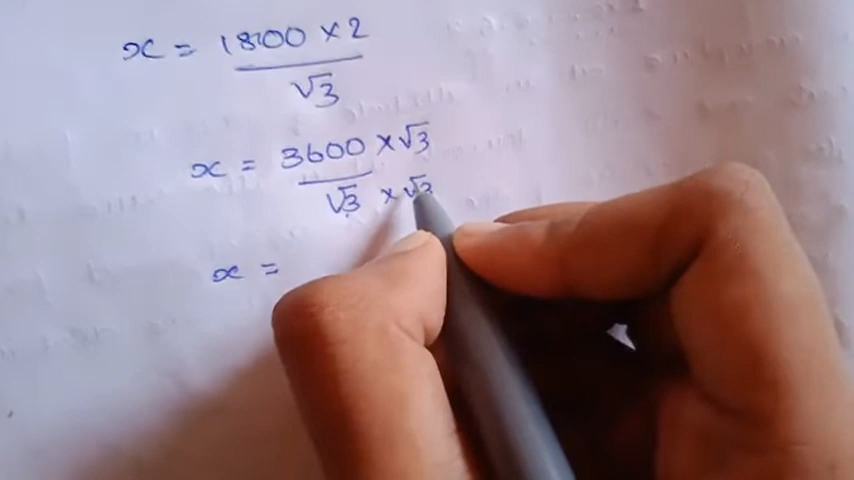 x = 1800 × 2
√3
x = 3600 × √3
√3 × √3
x =